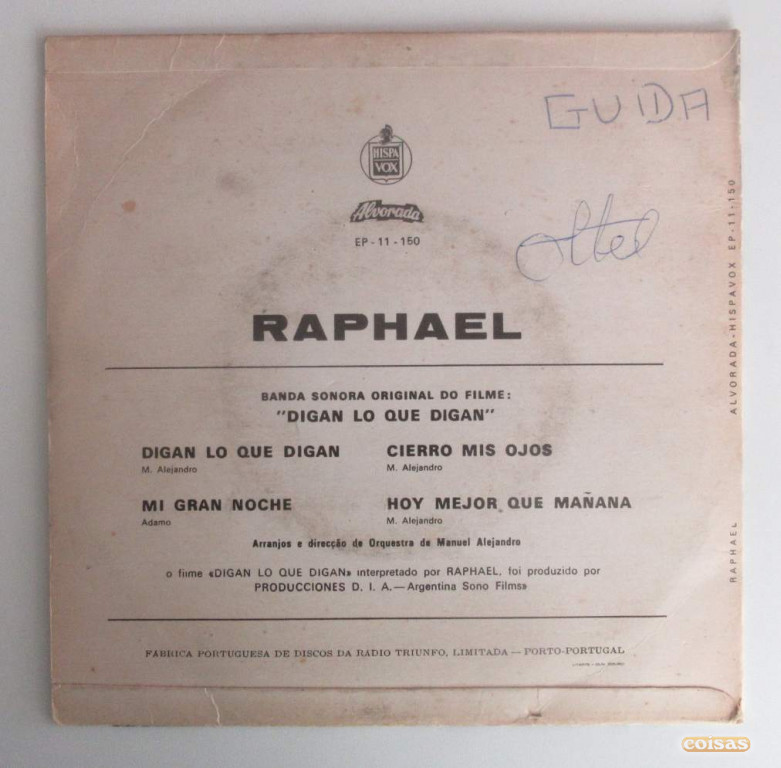 GUIDA
HISPA
VOX
Alvorada
EP-11-150
RAPHAEL
BANDA SONORA ORIGINAL DO FILME:
"DIGAN LO QUE DIGAN"
DIGAN LO QUE DIGAN
M. Alejandro
CIERRO MIS OJOS
M. Alejandro
MI GRAN NOCHE
Adamo
HOY MEJOR QUE MAÑANA
M. Alejandro
Arranjos e direcção de Orquestra de Manuel Alejandro
o filme «DIGAN LO QUE DIGAN» interpretado por RAPHAEL, foi produzido por
PRODUCCIONES D. I. A.—Argentina Sono Films»
FÁBRICA PORTUGUESA DE DISCOS DA RÁDIO TRIUNFO, LIMITADA — PORTO-PORTUGAL
RAPHAEL
ALVORADA-HISPAVOX EP-11-150
coisas